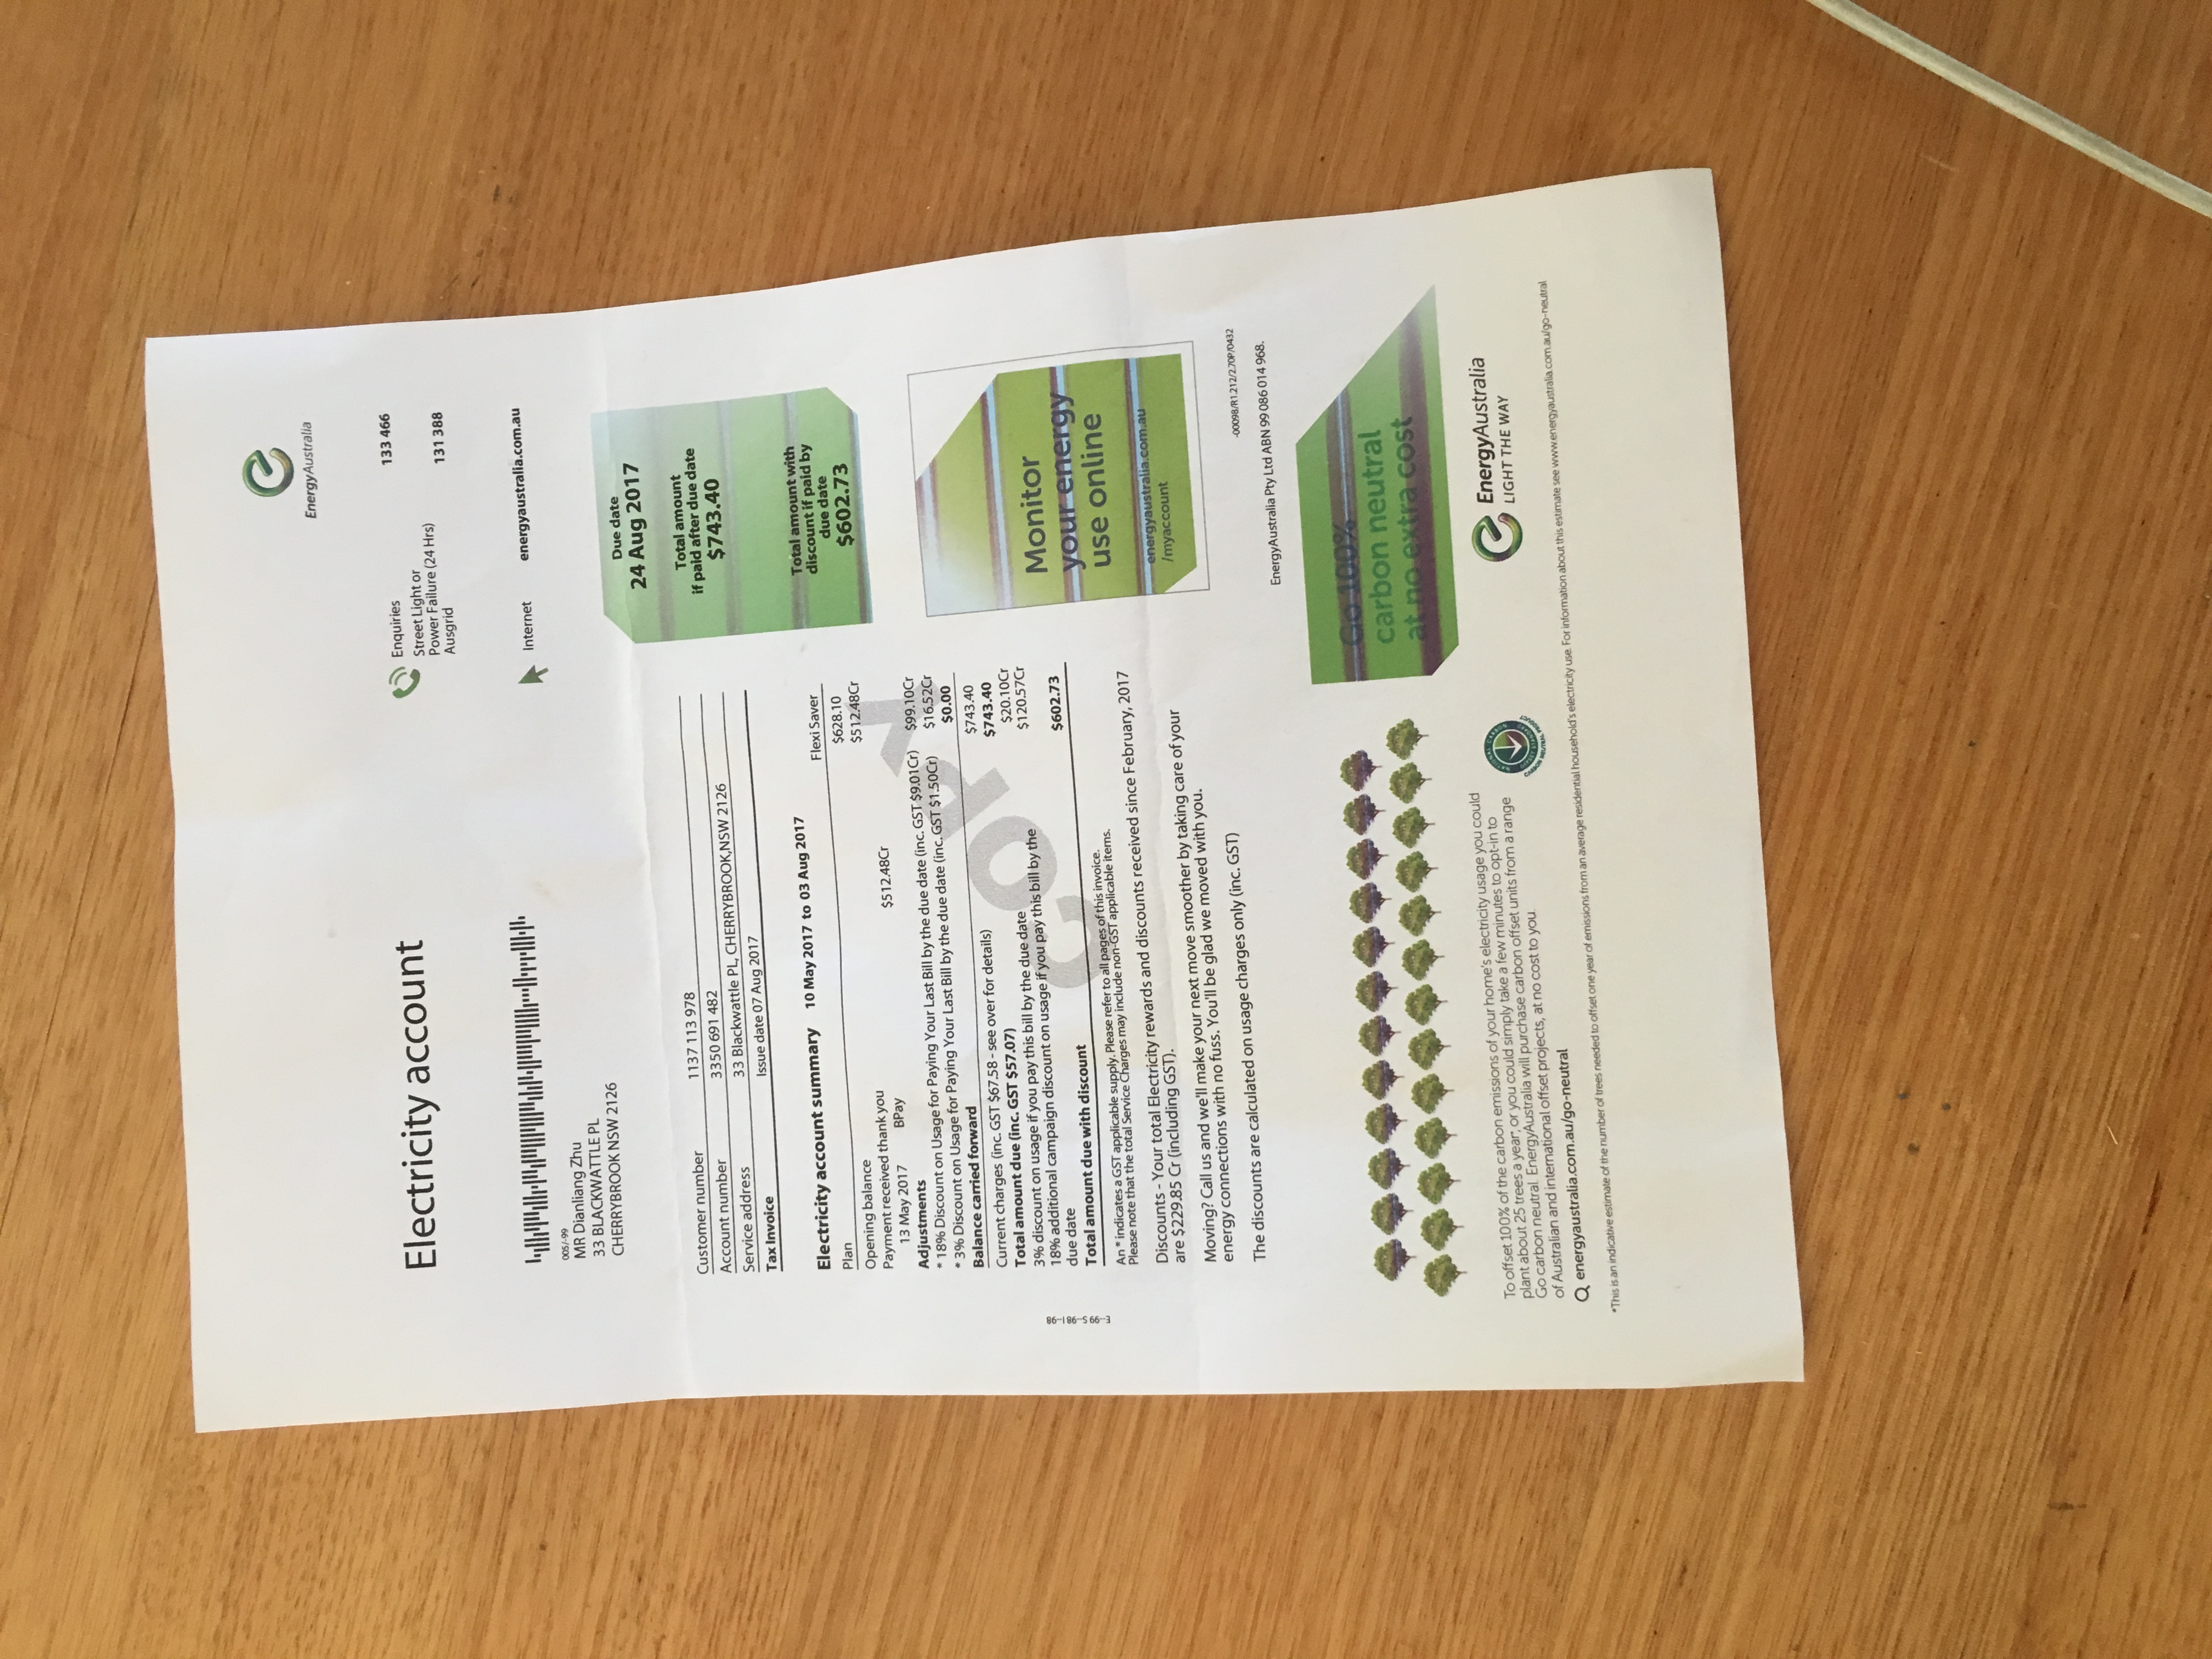 EnergyAustralia
Electricity account
Enquiries 133 466
Street Light or
Power Failure (24 Hrs)
Ausgrid 131 388
Internet energyaustralia.com.au
005/-99
MR Dianliang Zhu
33 BLACKWATTLE PL
CHERRYBROOK NSW 2126
Due date
24 Aug 2017
Total amount
if paid after due date
$743.40
Total amount with
discount if paid by
due date
$602.73
Customer number 1137 113 978
Account number 3350 691 482
Service address 33 Blackwattle PL, CHERRYBROOK,NSW 2126
Tax Invoice Issue date 07 Aug 2017
Electricity account summary 10 May 2017 to 03 Aug 2017
Plan Flexi Saver
Opening balance $628.10
Payment received thank you $512.48Cr
13 May 2017 BPay $512.48Cr
Adjustments
* 18% Discount on Usage for Paying Your Last Bill by the due date (inc. GST $9.01Cr) $99.10Cr
* 3% Discount on Usage for Paying Your Last Bill by the due date (inc. GST $1.50Cr) $16.52Cr
Balance carried forward $0.00
Current charges (inc. GST $67.58 - see over for details) $743.40
Total amount due (inc. GST $57.07) $743.40
3% discount on usage if you pay this bill by the due date $20.10Cr
18% additional campaign discount on usage if you pay this bill by the $120.57Cr
due date
Total amount due with discount $602.73
COPY
An * indicates a GST applicable supply. Please refer to all pages of this invoice.
Please note that the total Service Charges may include non-GST applicable items.
Discounts - Your total Electricity rewards and discounts received since February, 2017
are $229.85 Cr (including GST).
Moving? Call us and we'll make your next move smoother by taking care of your
energy connections with no fuss. You'll be glad we moved with you.
The discounts are calculated on usage charges only (inc. GST)
E-99 S-98 I-98
Monitor
your energy
use online
energyaustralia.com.au
/myaccount
-00098/R1.212/2.70P/0432
EnergyAustralia Pty Ltd ABN 99 086 014 968.
Go 100%
carbon neutral
at no extra cost
To offset 100% of the carbon emissions of your home's electricity usage you could
plant about 25 trees a year, or you could simply take a few minutes to opt-in to
Go carbon neutral. EnergyAustralia will purchase carbon offset units from a range
of Australian and international offset projects, at no cost to you.
energyaustralia.com.au/go-neutral
NATIONAL CARBON
OFFSET STANDARD
CARBON NEUTRAL PRODUCT
EnergyAustralia
LIGHT THE WAY
*This is an indicative estimate of the number of trees needed to offset one year of emissions from an average residential household's electricity use. For information about this estimate see www.energyaustralia.com.au/go-neutral